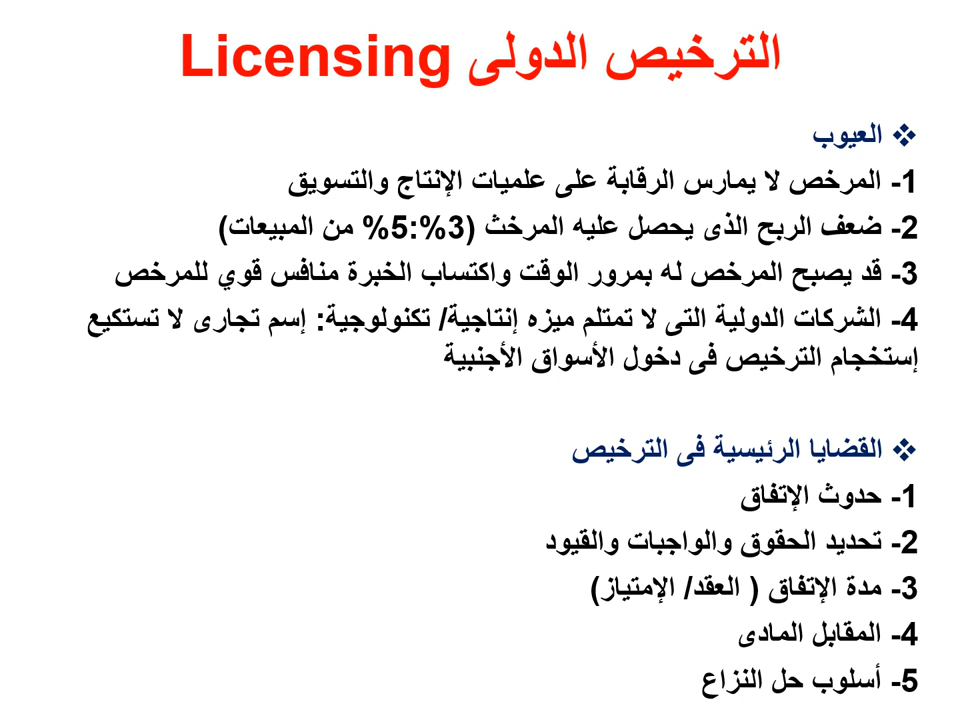 الترخيص الدولى Licensing
❖ العيوب
1- المرخص لا يمارس الرقابة على علميات الإنتاج والتسويق
2- ضعف الربح الذى يحصل عليه المرخث (3%:5% من المبيعات)
3- قد يصبح المرخص له بمرور الوقت واكتساب الخبرة منافس قوي للمرخص
4- الشركات الدولية التى لا تمتلم ميزه إنتاجية/ تكنولوجية: إسم تجارى لا تستكيع
إستخجام الترخيص فى دخول الأسواق الأجنبية
❖ القضايا الرئيسية فى الترخيص
1- حدوث الإتفاق
2- تحديد الحقوق والواجبات والقيود
3- مدة الإتفاق ( العقد/ الإمتياز)
4- المقابل المادى
5- أسلوب حل النزاع